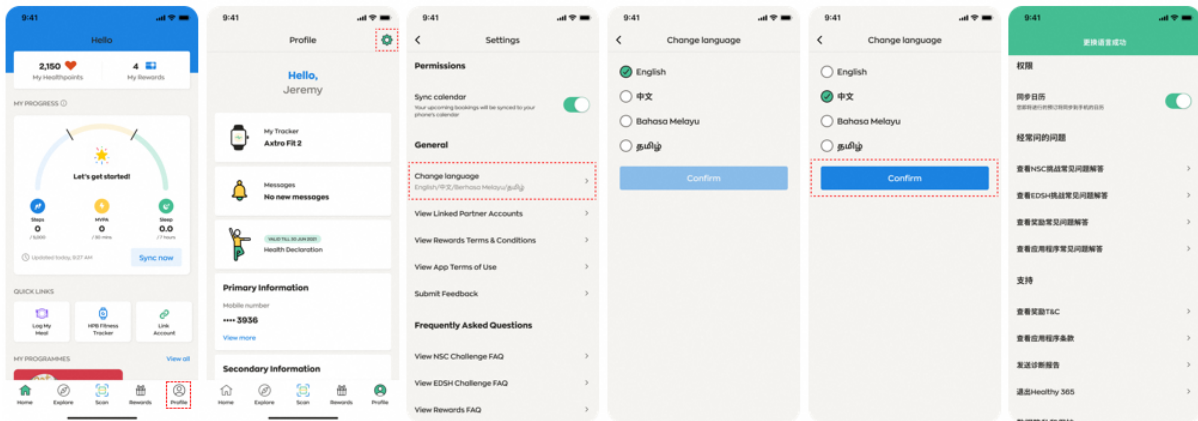 9:41
Hello
2,150
My Healthpoints
4
My Rewards
MY PROGRESS
Let's get started!
Steps
0
/ 5,000
MVPA
0
/ 30 mins
Sleep
0.0
/ 7 hours
Updated today, 9:27 AM
Sync now
QUICK LINKS
Log My
Meal
HPB Fitness
Tracker
Link
Account
MY PROGRAMMES
View all
Home
Explore
Scan
Rewards
Profile
9:41
Profile
Hello,
Jeremy
My Tracker
Axtro Fit 2
Messages
No new messages
VALID TILL 30 JUN 2021
Health Declaration
Primary Information
Mobile number
•••• 3936
View more
Secondary Information
Home
Explore
Scan
Rewards
Profile
9:41
Settings
Permissions
Sync calendar
Your upcoming bookings will be synced to your
phone's calendar
General
Change language
English/中文/Berhasa Melayu/தமிழ்
View Linked Partner Accounts
View Rewards Terms & Conditions
View App Terms of Use
Submit Feedback
Frequently Asked Questions
View NSC Challenge FAQ
View EDSH Challenge FAQ
View Rewards FAQ
9:41
Change language
English
中文
Bahasa Melayu
தமிழ்
Confirm
9:41
Change language
English
中文
Bahasa Melayu
தமிழ்
Confirm
9:41
更换语言成功
权限
同步日历
经常问的问题
查看NSC挑战常见问题解答
查看EDSH挑战常见问题解答
查看奖励常见问题解答
查看应用程序常见问题解答
支持
查看奖励T&C
查看应用程序条款
发送诊断报告
退出Healthy 365